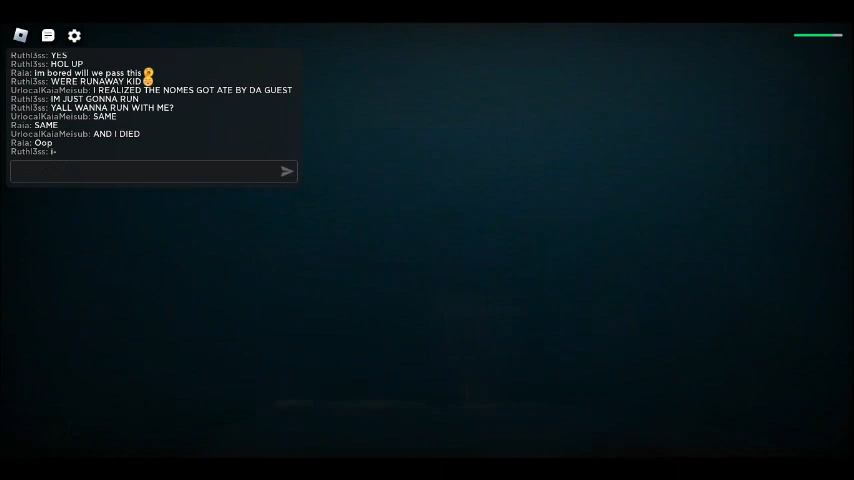 Ruthl3ss: YES
Ruthl3ss: HOL UP
Raia: im bored will we pass this
Ruthl3ss: WERE RUNAWAY KID
UrlocalKaiaMeisub: I REALIZED THE NOMES GOT ATE BY DA GUEST
Ruthl3ss: IM JUST GONNA RUN
Ruthl3ss: YALL WANNA RUN WITH ME?
UrlocalKaiaMeisub: SAME
Raia: SAME
UrlocalKaiaMeisub: AND I DIED
Raia: Oop
Ruthl3ss: i-